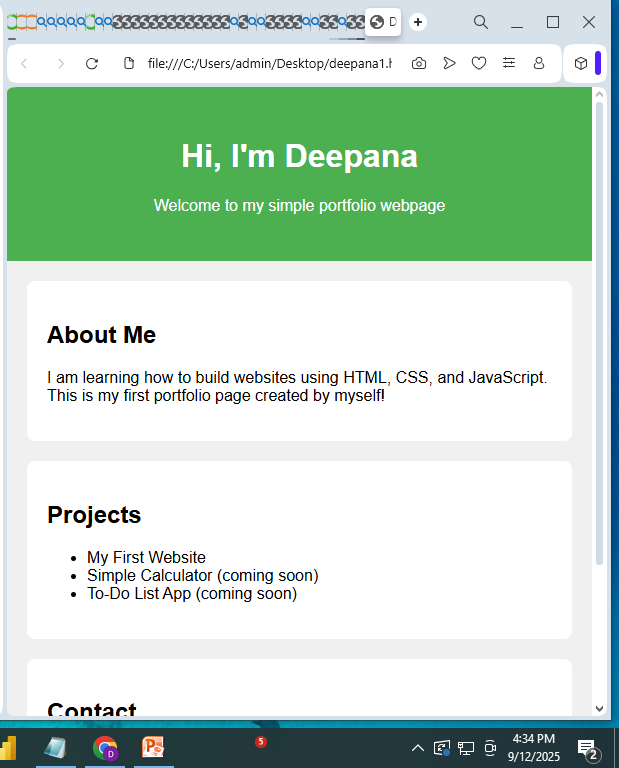 D
file:///C:/Users/admin/Desktop/deepana1.h
Hi, I'm Deepana
Welcome to my simple portfolio webpage
About Me
I am learning how to build websites using HTML, CSS, and JavaScript.
This is my first portfolio page created by myself!
Projects
My First Website
Simple Calculator (coming soon)
To-Do List App (coming soon)
Contact
D
P
5
4:34 PM
9/12/2025
2